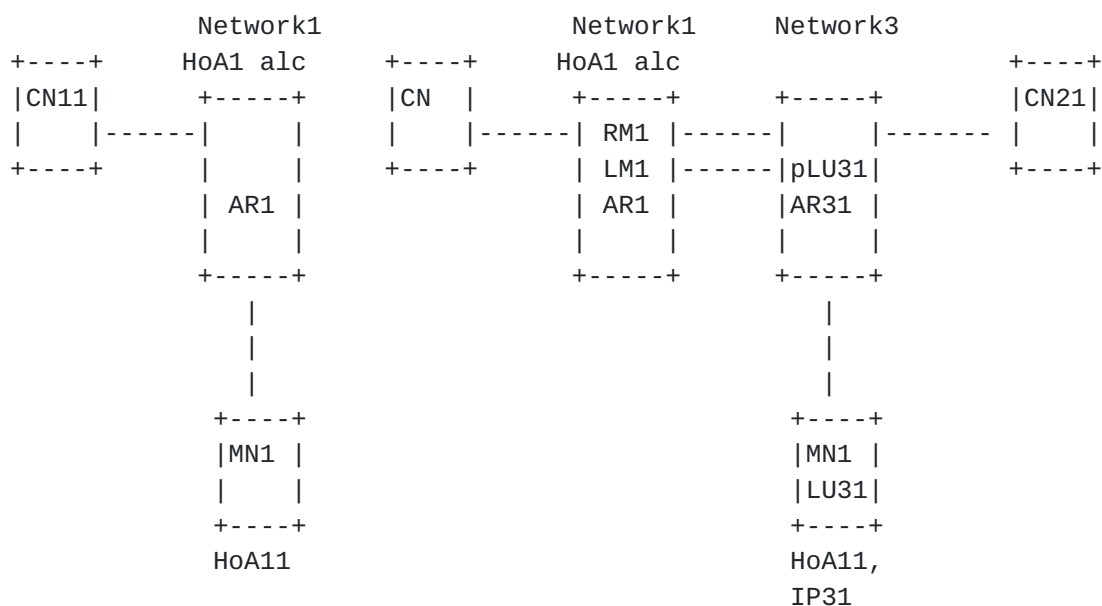 Network1 Network1 Network3
HoA1 alc HoA1 alc
CN11 CN CN21
RM1
LM1 pLU31
AR1 AR1 AR31
MN1 MN1
LU31
HoA11 HoA11,
IP31